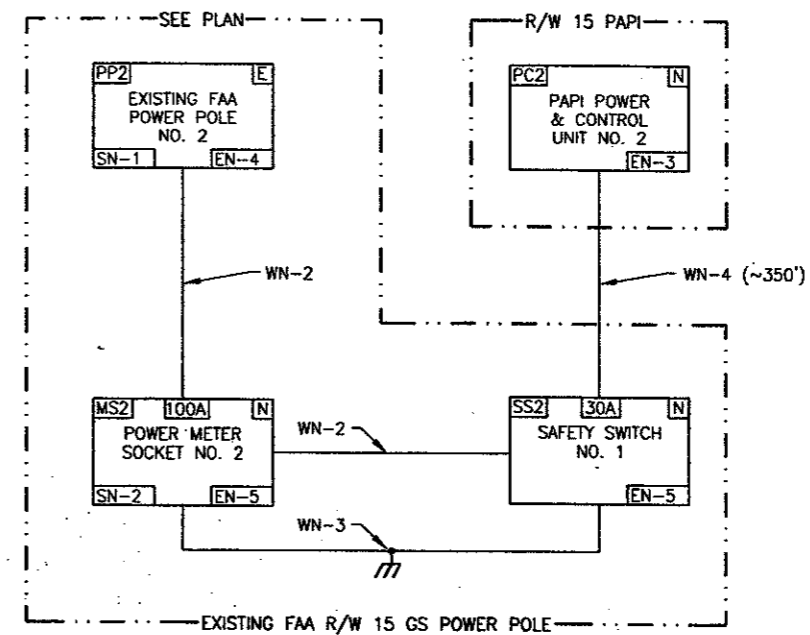 SEE PLAN
R/W 15 PAPI
PP2 E
EXISTING FAA
POWER POLE
NO. 2
SN-1 EN-4
PC2 N
PAPI POWER
& CONTROL
UNIT NO. 2
EN-3
WN-2
WN-4 (~350')
MS2 100A N
POWER METER
SOCKET NO. 2
SN-2 EN-5
WN-2
SS2 30A N
SAFETY SWITCH
NO. 1
EN-5
WN-3
EXISTING FAA R/W 15 GS POWER POLE